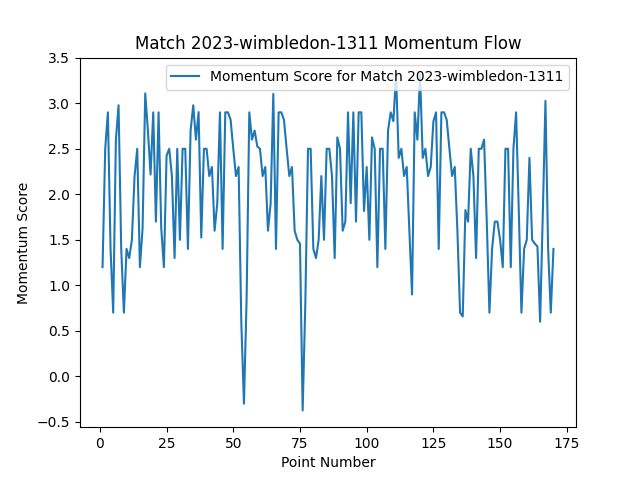 Match 2023-wimbledon-1311 Momentum Flow
Momentum Score for Match 2023-wimbledon-1311
3.5
3.0
2.5
2.0
1.5
1.0
0.5
0.0
−0.5
Momentum Score
0 25 50 75 100 125 150 175
Point Number